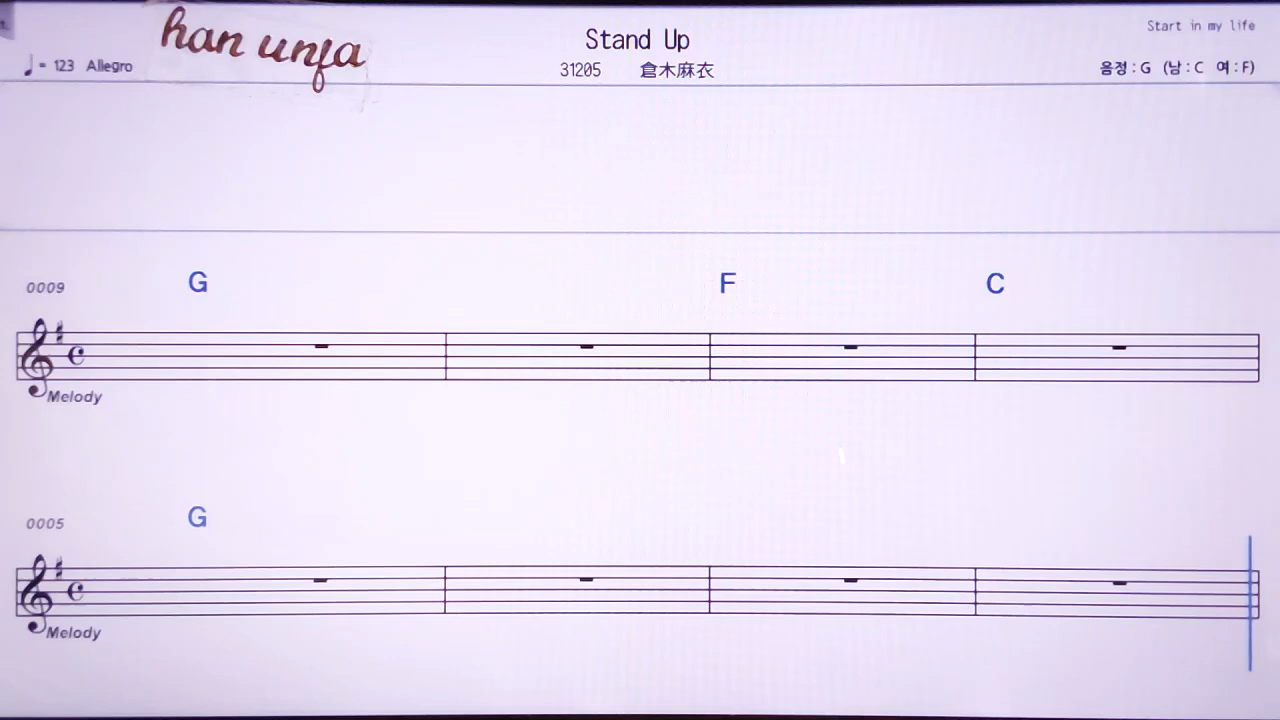 han unfa
Stand Up
Start in my life
♩= 123 Allegro
31205 倉木麻衣
음정 : G (남 : C 여 : F)
0009 G F C
Melody
0005 G
Melody